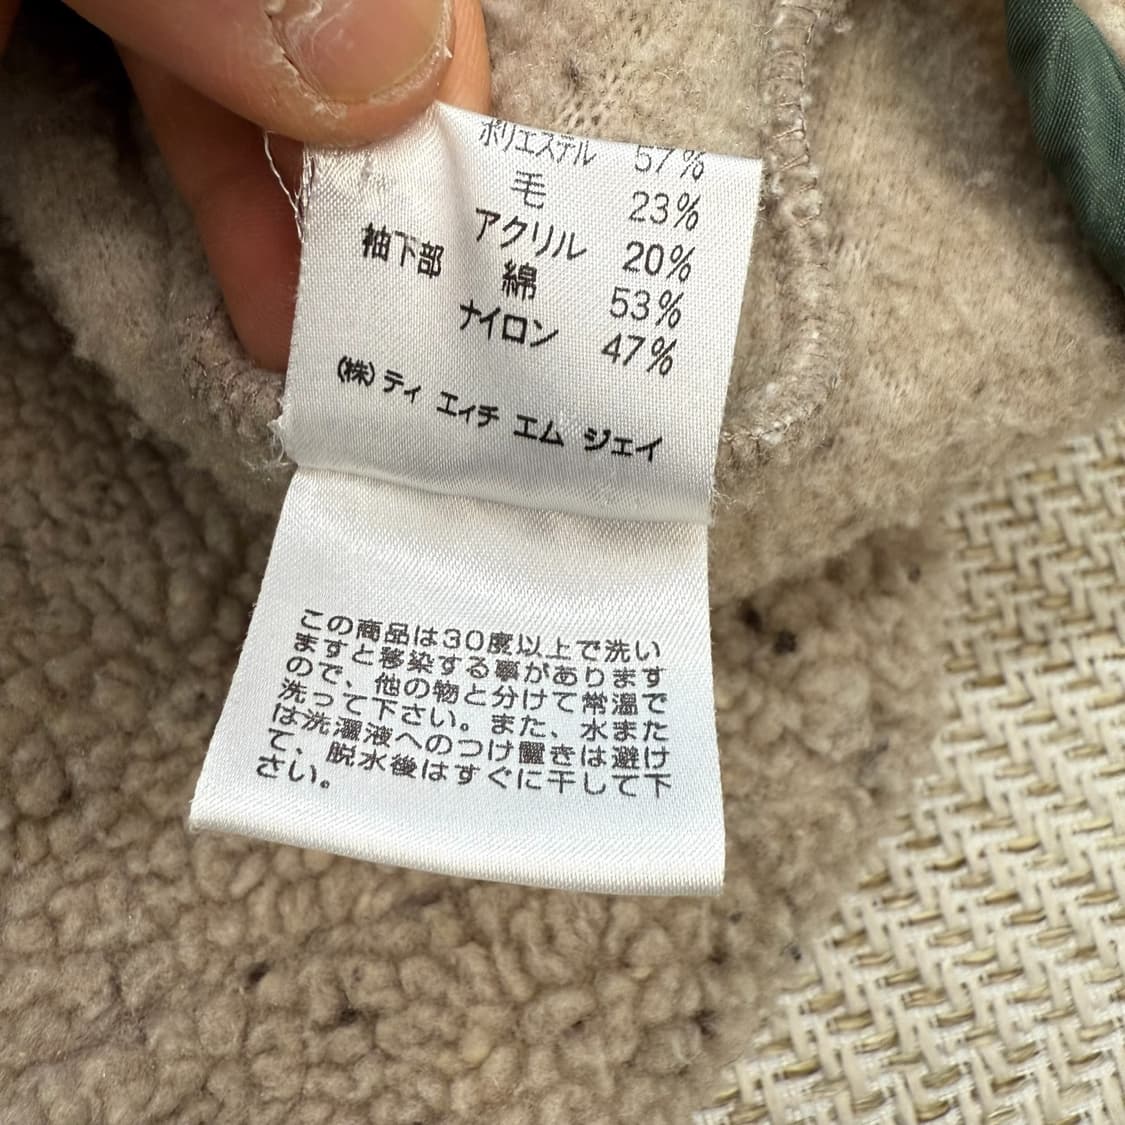 ポリエステル 57%
毛 23%
アクリル 20%
袖下部 綿 53%
ナイロン 47%
(株)ティ エイチ エム ジェイ
この商品は30度以上で洗い
ますと移染する事があります
ので、他の物と分けて常温で
洗って下さい。また、水また
は洗濯液へのつけ置きは避け
て、脱水後はすぐに干して下
さい。